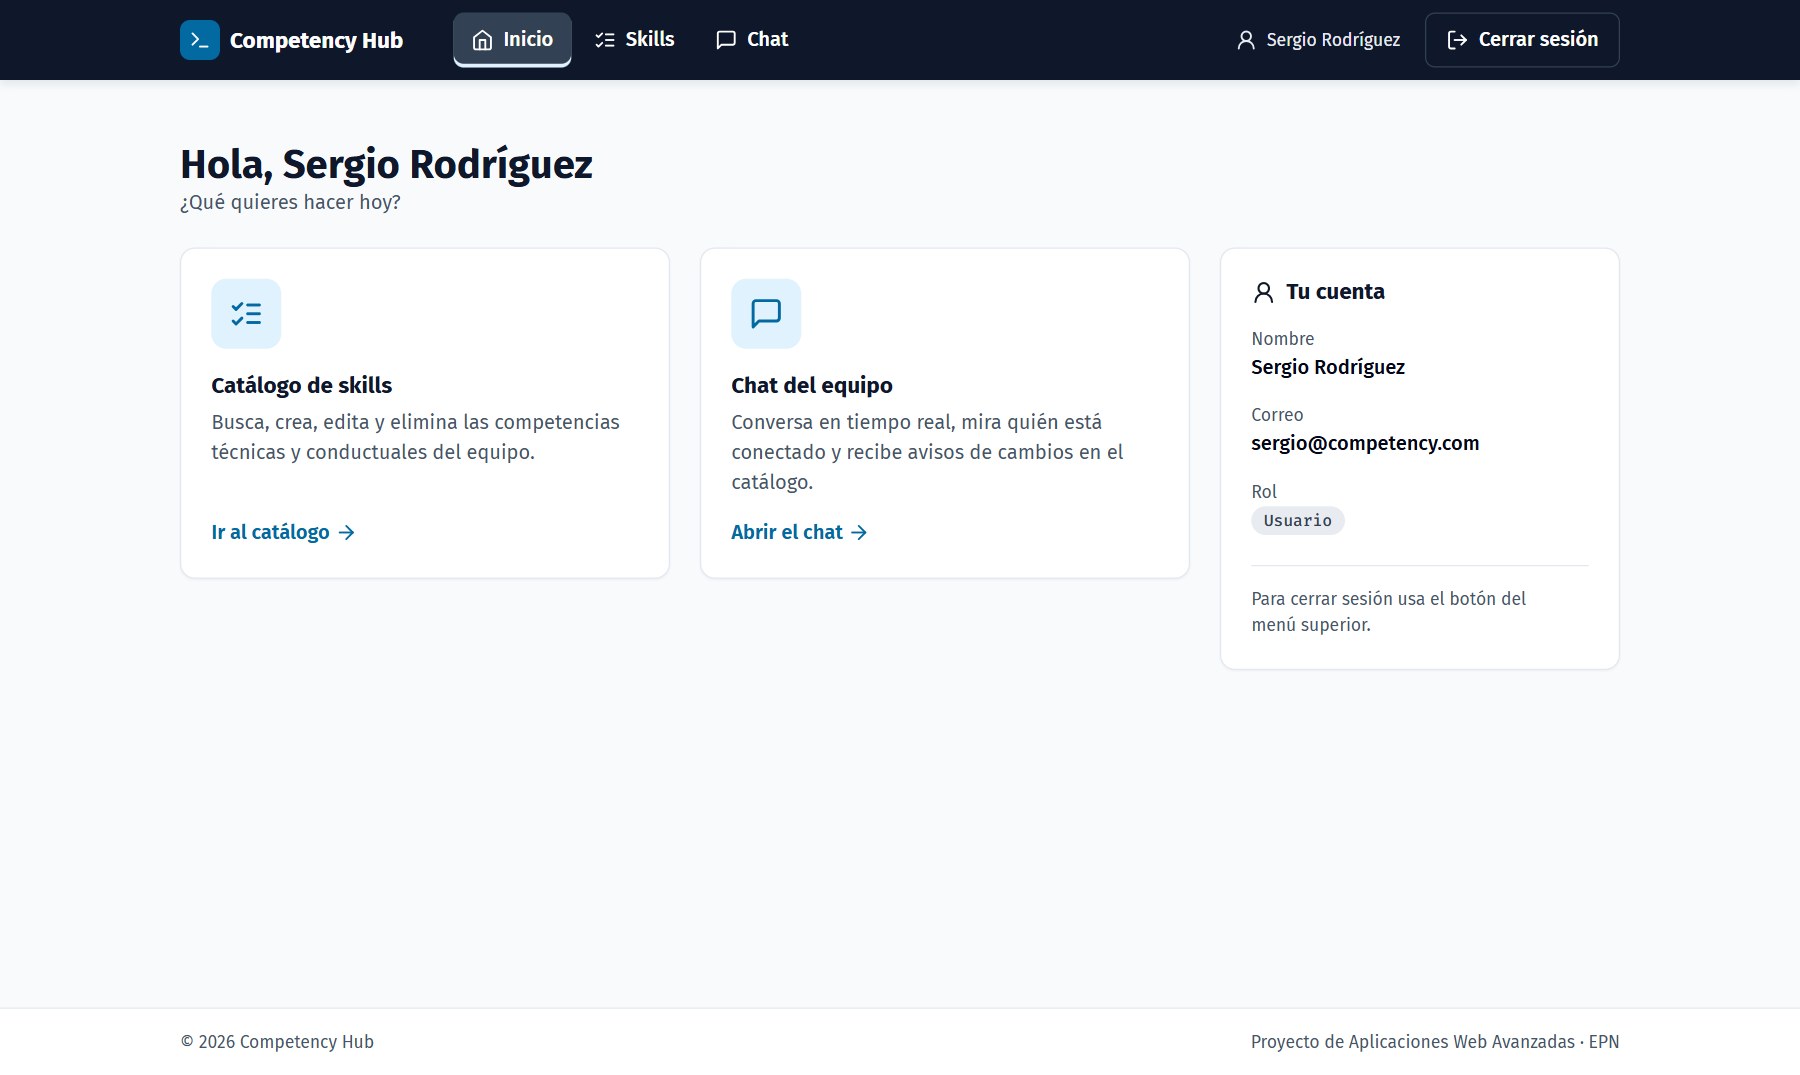 Competency Hub
Inicio
Skills
Chat
Sergio Rodríguez
Cerrar sesión
Hola, Sergio Rodríguez
¿Qué quieres hacer hoy?
Catálogo de skills
Busca, crea, edita y elimina las competencias
técnicas y conductuales del equipo.
Ir al catálogo →
Chat del equipo
Conversa en tiempo real, mira quién está
conectado y recibe avisos de cambios en el
catálogo.
Abrir el chat →
Tu cuenta
Nombre
Sergio Rodríguez
Correo
sergio@competency.com
Rol
Usuario
Para cerrar sesión usa el botón del
menú superior.
© 2026 Competency Hub
Proyecto de Aplicaciones Web Avanzadas · EPN